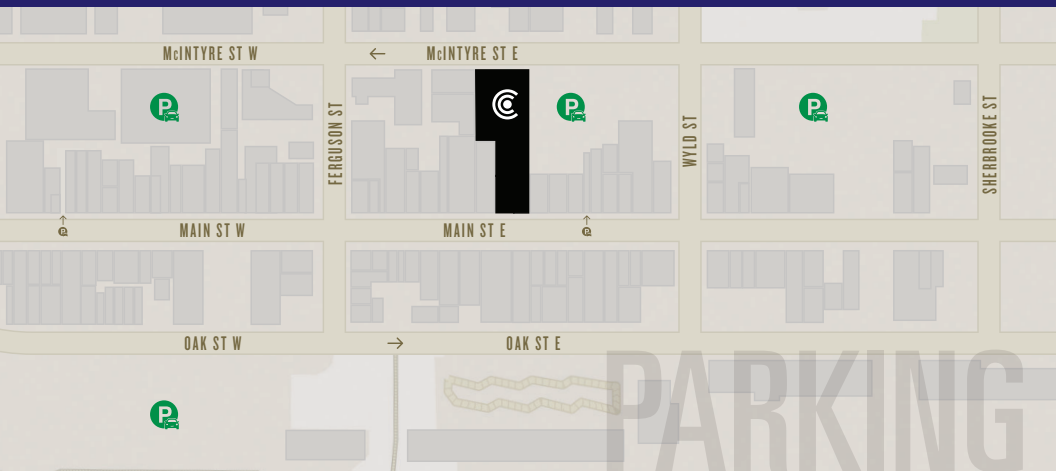 McINTYRE ST W
McINTYRE ST E
P
P
P
FERGUSON ST
WYLD ST
SHERBROOKE ST
MAIN ST W
P
MAIN ST E
P
OAK ST W
OAK ST E
P
PARKING